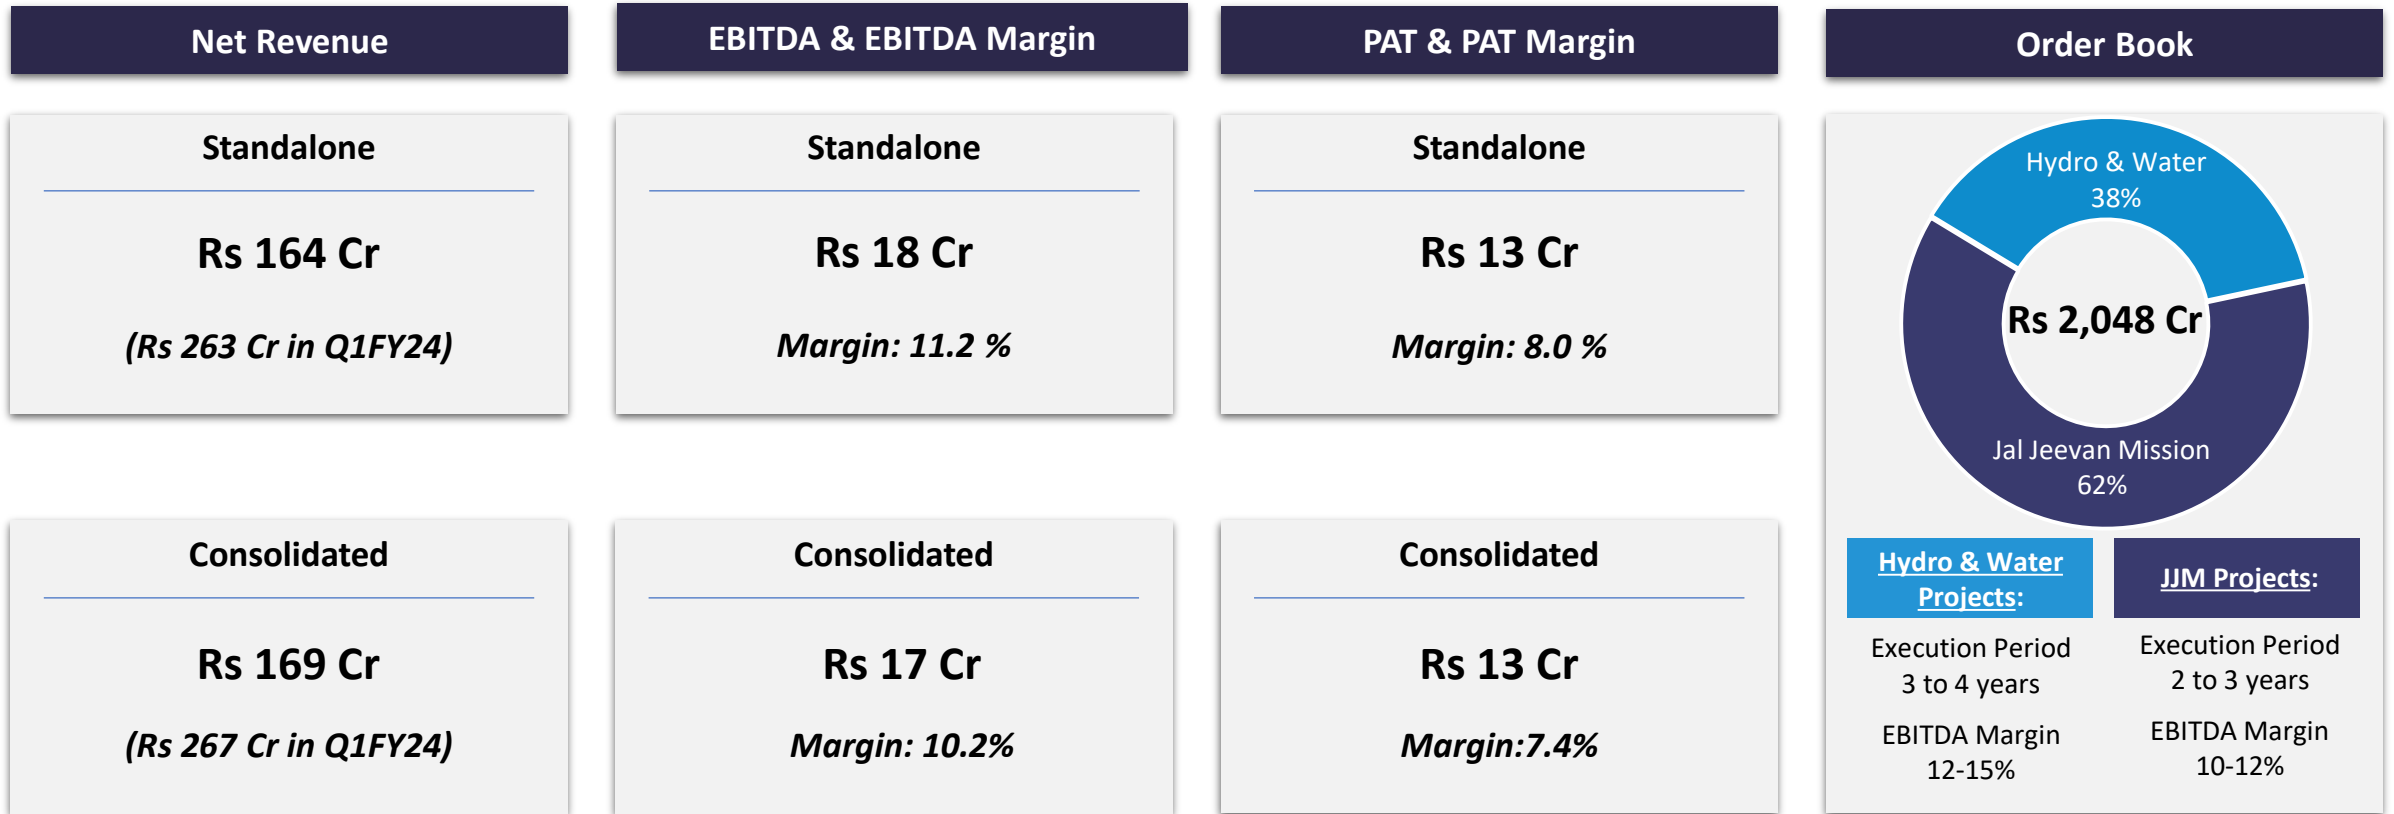 Net Revenue
Standalone
Rs 164 Cr
(Rs 263 Cr in Q1FY24)
Consolidated
Rs 169 Cr
(Rs 267 Cr in Q1FY24)
EBITDA & EBITDA Margin
Standalone
Rs 18 Cr
Margin: 11.2 %
Consolidated
Rs 17 Cr
Margin: 10.2%
PAT & PAT Margin
Standalone
Rs 13 Cr
Margin: 8.0 %
Consolidated
Rs 13 Cr
Margin:7.4%
Order Book
Hydro & Water
38%
Rs 2,048 Cr
Jal Jeevan Mission
62%
Hydro & Water
Projects:
Execution Period
3 to 4 years
EBITDA Margin
12-15%
JJM Projects:
Execution Period
2 to 3 years
EBITDA Margin
10-12%